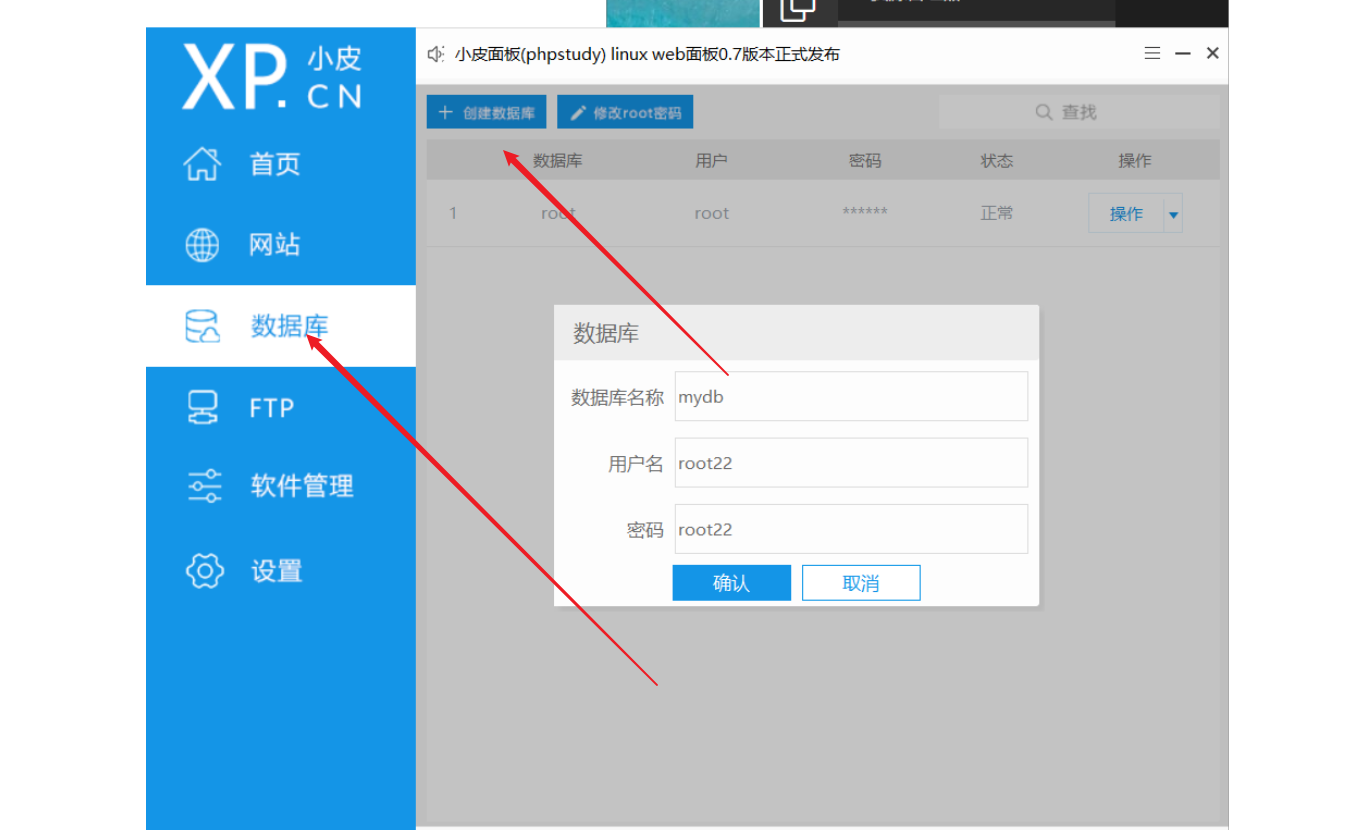 XP.CN 小皮
小皮面板(phpstudy) linux web面板0.7版本正式发布
首页
网站
数据库
FTP
软件管理
设置
创建数据库 修改root密码 查找
数据库 用户 密码 状态 操作
1 root root ****** 正常 操作
数据库
数据库名称 mydb
用户名 root22
密码 root22
确认 取消